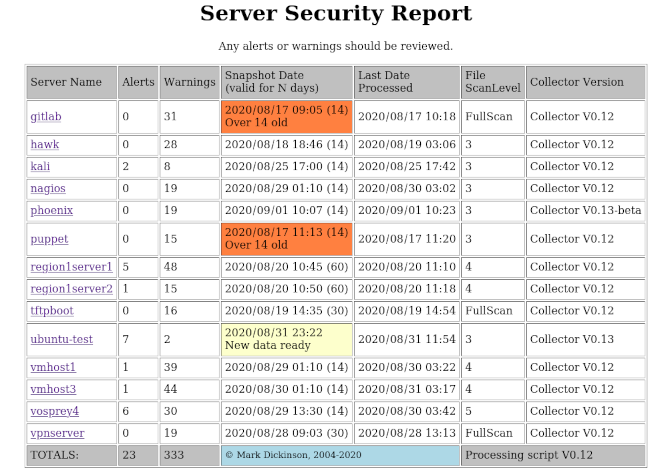 Server Security Report
Any alerts or warnings should be reviewed.
Server Name Alerts Warnings Snapshot Date (valid for N days) Last Date Processed File ScanLevel Collector Version
gitlab 0 31 2020/08/17 09:05 (14) Over 14 old 2020/08/17 10:18 FullScan Collector V0.12
hawk 0 28 2020/08/18 18:46 (14) 2020/08/19 03:06 3 Collector V0.12
kali 2 8 2020/08/25 17:00 (14) 2020/08/25 17:42 3 Collector V0.12
nagios 0 19 2020/08/29 01:10 (14) 2020/08/30 03:02 3 Collector V0.12
phoenix 0 19 2020/09/01 10:07 (14) 2020/09/01 10:23 3 Collector V0.13-beta
puppet 0 15 2020/08/17 11:13 (14) Over 14 old 2020/08/17 11:20 3 Collector V0.12
region1server1 5 48 2020/08/20 10:45 (60) 2020/08/20 11:10 4 Collector V0.12
region1server2 1 15 2020/08/20 10:50 (60) 2020/08/20 11:18 4 Collector V0.12
tftpboot 0 16 2020/08/19 14:35 (30) 2020/08/19 14:54 FullScan Collector V0.12
ubuntu-test 7 2 2020/08/31 23:22 New data ready 2020/08/31 11:54 3 Collector V0.13
vmhost1 1 39 2020/08/29 01:10 (14) 2020/08/30 03:22 4 Collector V0.12
vmhost3 1 44 2020/08/30 01:10 (14) 2020/08/31 03:17 4 Collector V0.12
vosprey4 6 30 2020/08/29 13:30 (14) 2020/08/30 03:42 5 Collector V0.12
vpnserver 0 19 2020/08/28 09:03 (30) 2020/08/28 13:13 FullScan Collector V0.12
TOTALS: 23 333 © Mark Dickinson, 2004-2020 Processing script V0.12